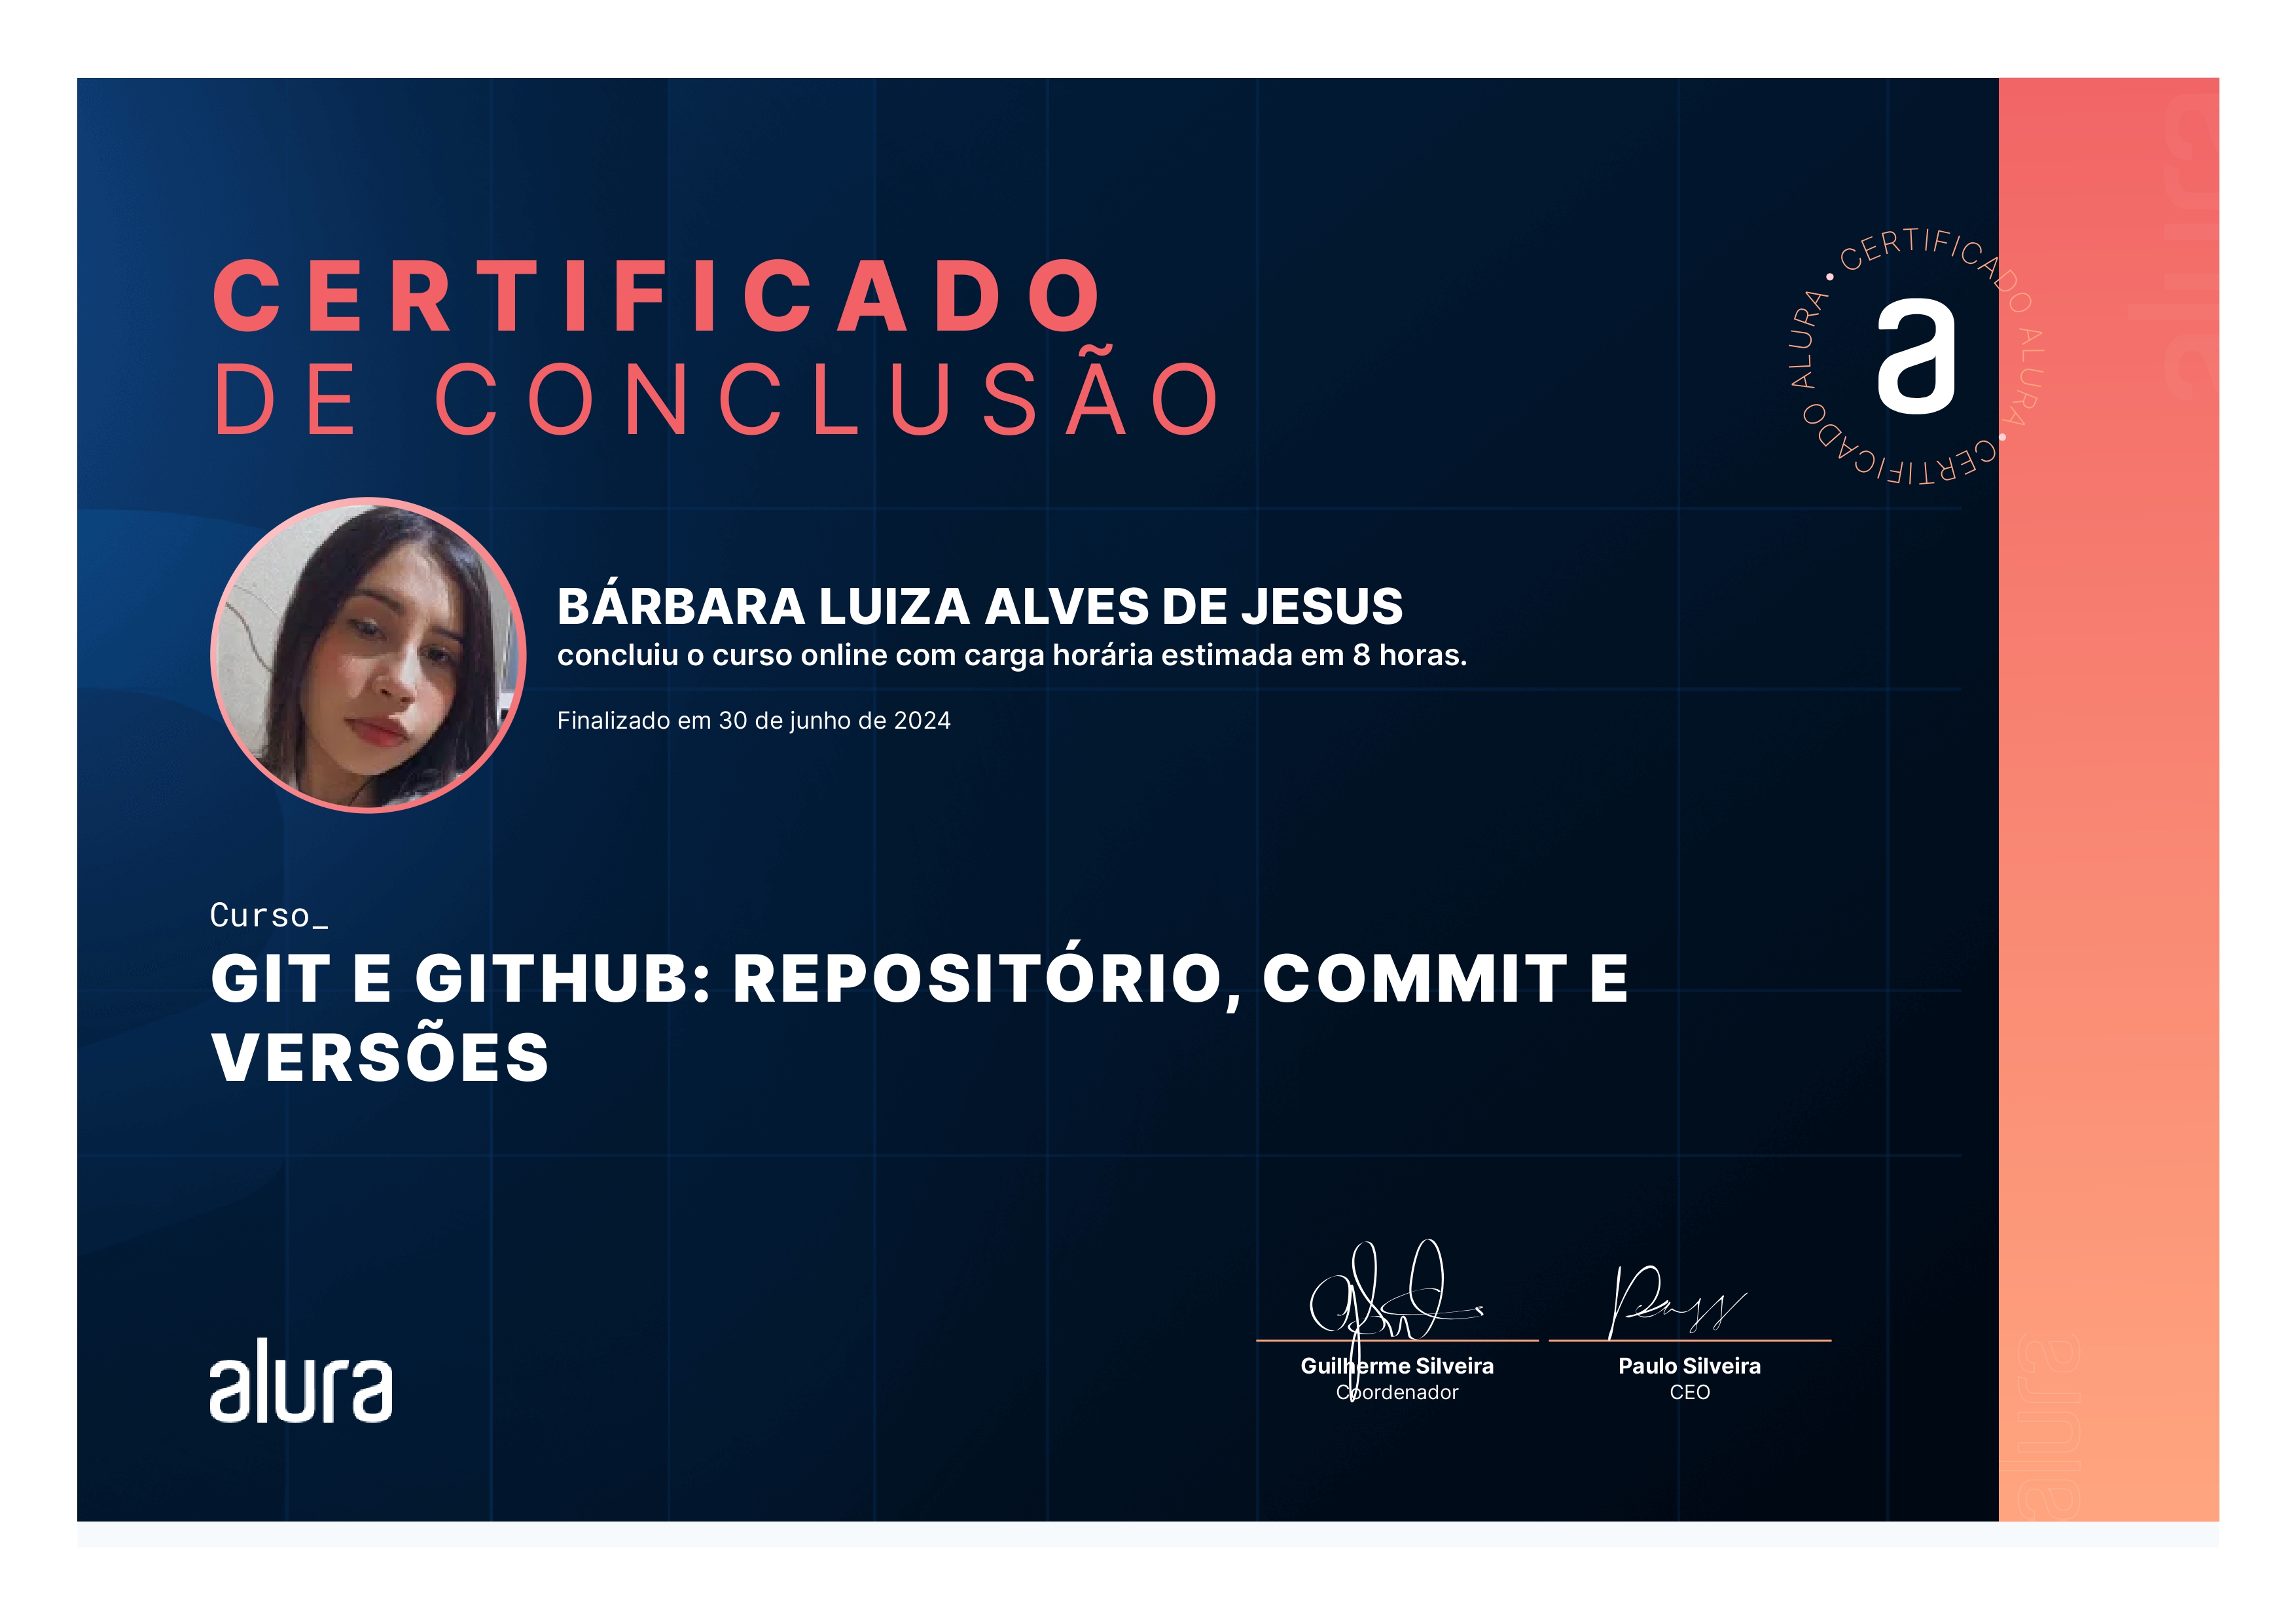 CERTIFICADO
DE CONCLUSÃO
• CERTIFICADO ALURA • CERTIFICADO ALURA
a
alura
BÁRBARA LUIZA ALVES DE JESUS
concluiu o curso online com carga horária estimada em 8 horas.
Finalizado em 30 de junho de 2024
Curso_
GIT E GITHUB: REPOSITÓRIO, COMMIT E
VERSÕES
alura
Guilherme Silveira
Coordenador
Paulo Silveira
CEO
alura